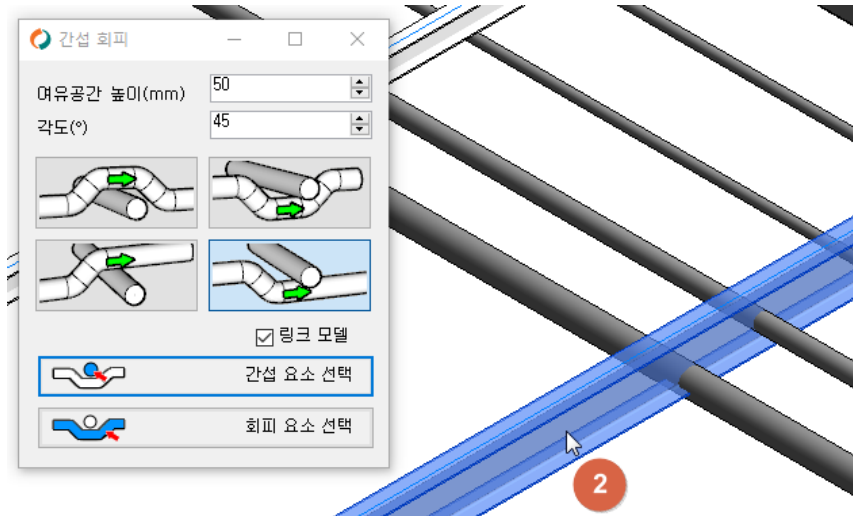 간섭 회피
여유공간 높이(mm) 50
각도(°) 45
링크 모델
간섭 요소 선택
회피 요소 선택
2